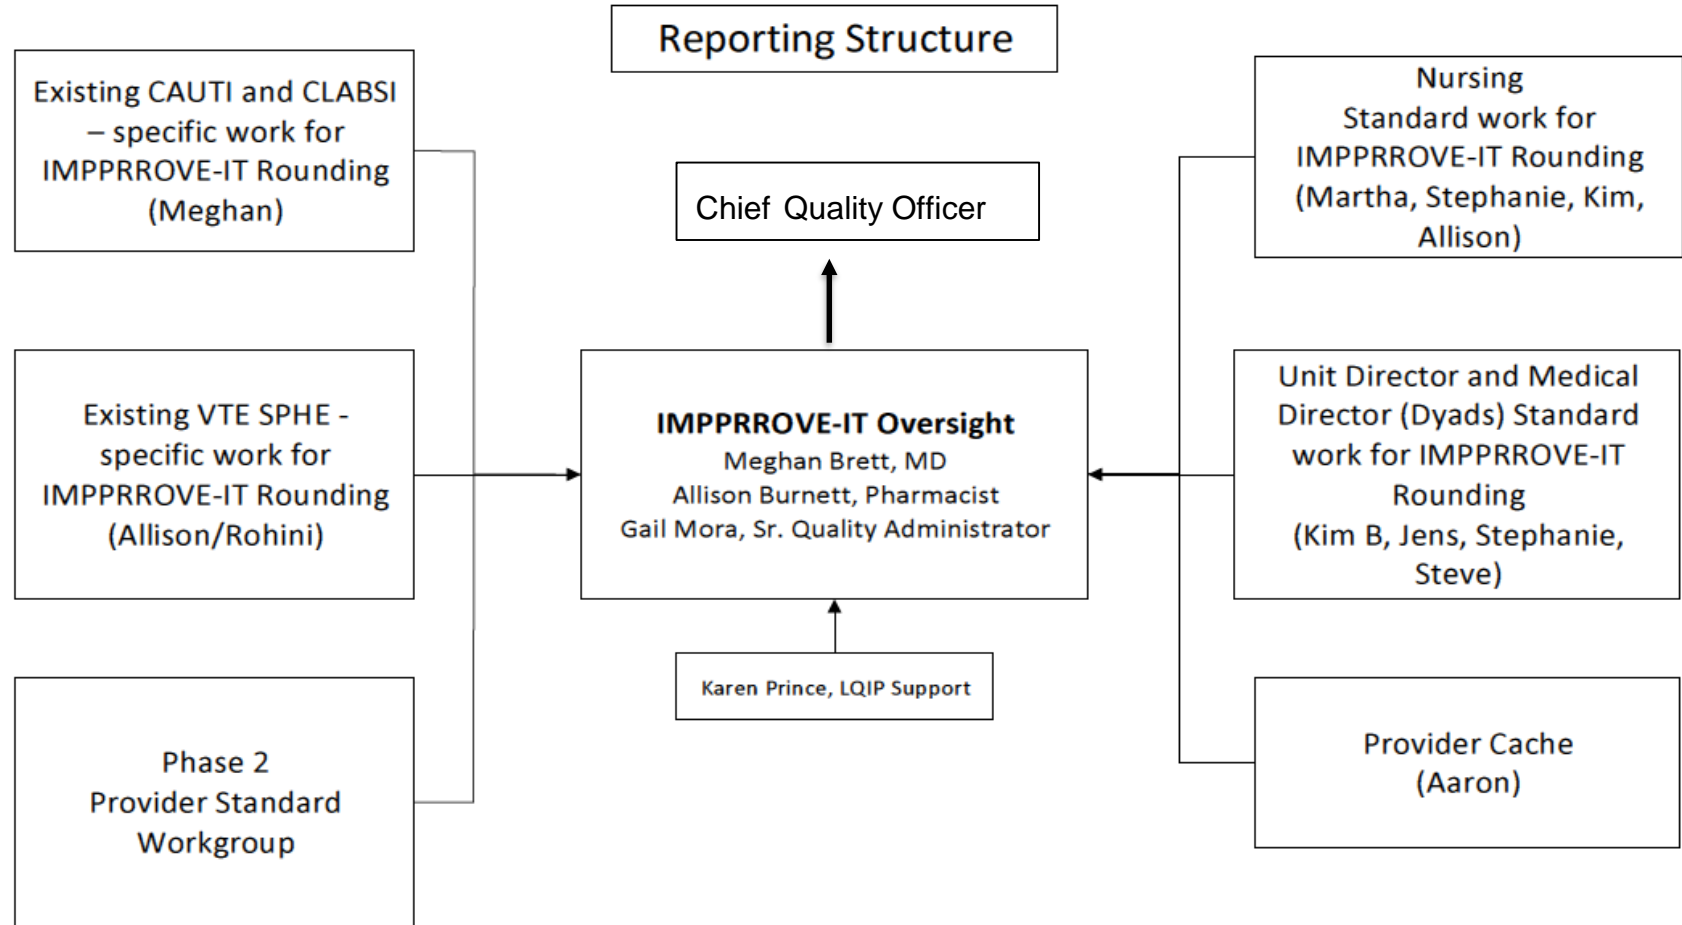 Reporting Structure
Existing CAUTI and CLABSI
– specific work for
IMPPRROVE-IT Rounding
(Meghan)
Existing VTE SPHE -
specific work for
IMPPRROVE-IT Rounding
(Allison/Rohini)
Phase 2
Provider Standard
Workgroup
Chief Quality Officer
IMPPRROVE-IT Oversight
Meghan Brett, MD
Allison Burnett, Pharmacist
Gail Mora, Sr. Quality Administrator
Karen Prince, LQIP Support
Nursing
Standard work for
IMPPRROVE-IT Rounding
(Martha, Stephanie, Kim,
Allison)
Unit Director and Medical
Director (Dyads) Standard
work for IMPPRROVE-IT
Rounding
(Kim B, Jens, Stephanie,
Steve)
Provider Cache
(Aaron)